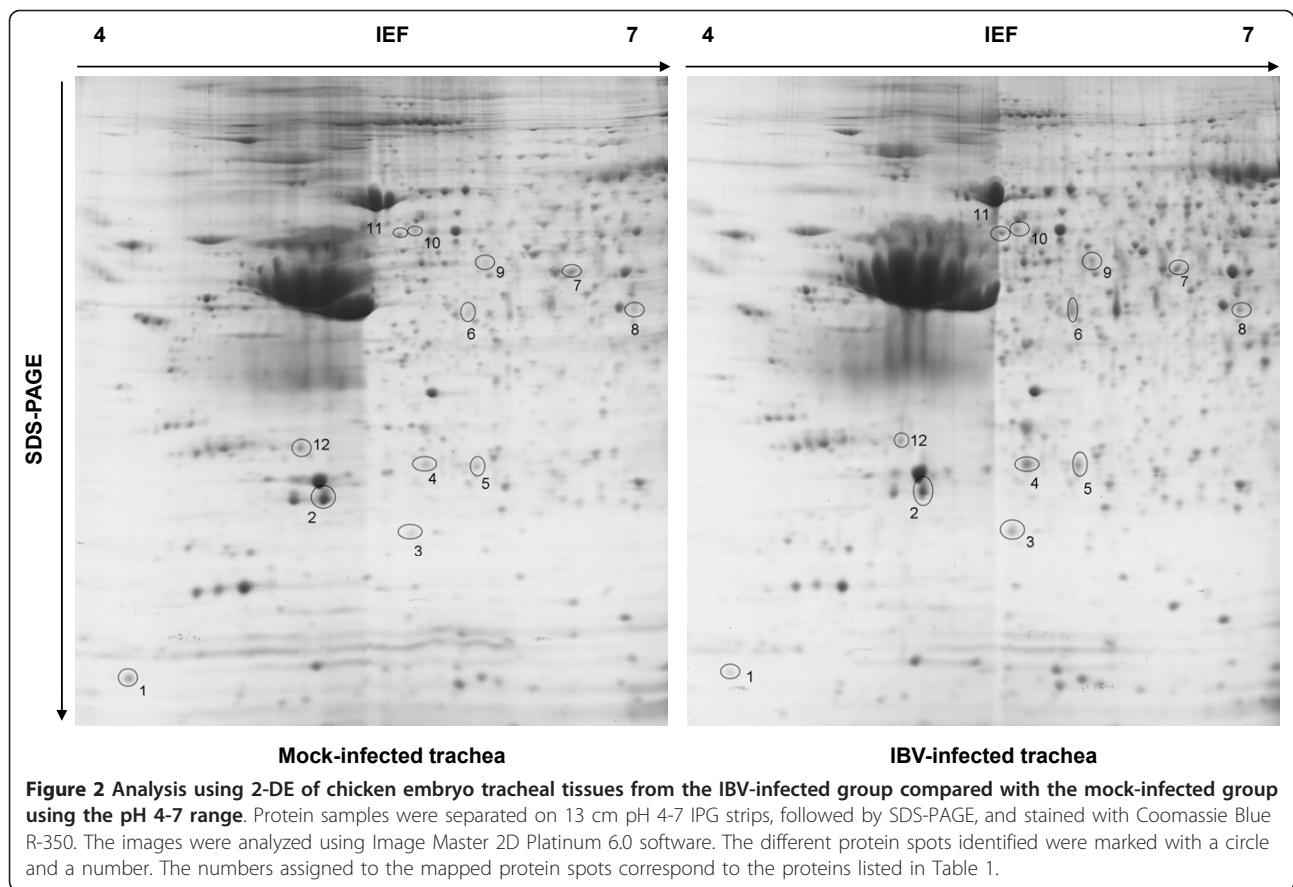 4 IEF 7 4 IEF 7
SDS-PAGE
11 10
9
7
6
8
12
4 5
2
3
1
11 10
9
7
6
8
12
4 5
2
3
1
Mock-infected trachea IBV-infected trachea
Figure 2 Analysis using 2-DE of chicken embryo tracheal tissues from the IBV-infected group compared with the mock-infected group
using the pH 4-7 range. Protein samples were separated on 13 cm pH 4-7 IPG strips, followed by SDS-PAGE, and stained with Coomassie Blue
R-350. The images were analyzed using Image Master 2D Platinum 6.0 software. The different protein spots identified were marked with a circle
and a number. The numbers assigned to the mapped protein spots correspond to the proteins listed in Table 1.